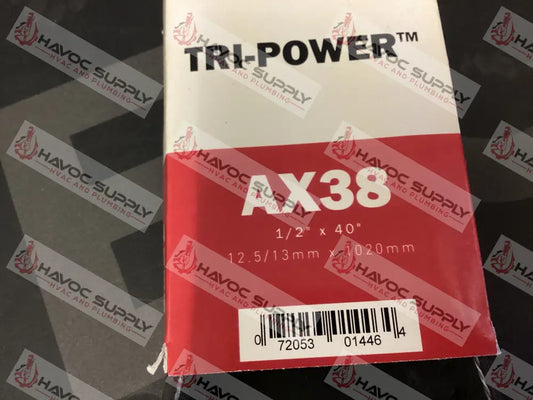 TRI-POWER™
AX38
1/2" x 40"
12.5/13mm x 1020mm
0 72053 01446 4
HAVOC SUPPLY
HVAC AND PLUMBING